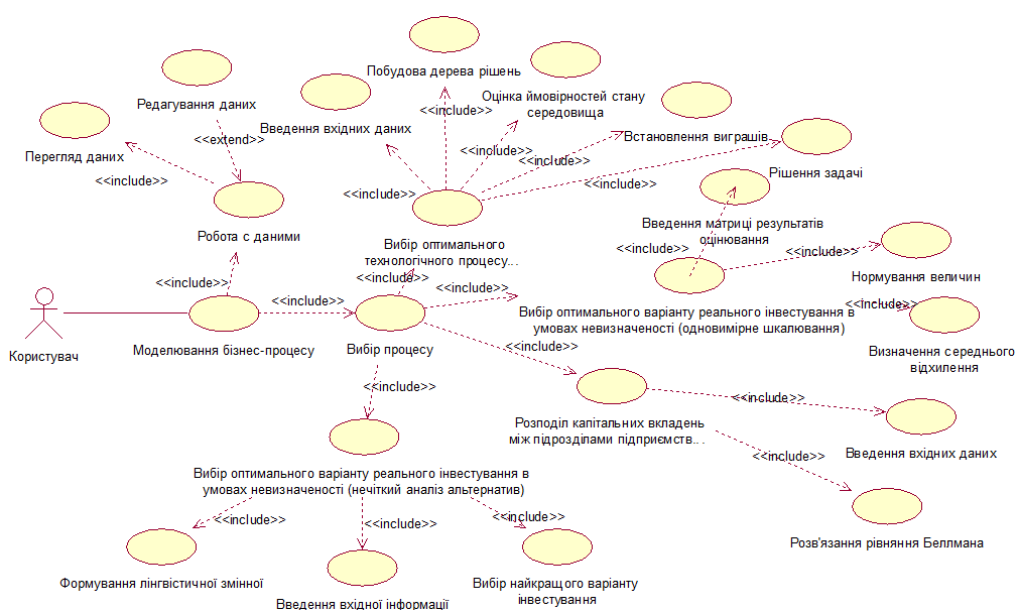 Побудова дерева рішень
Оцінка ймовірностей стану
середовища
Редагування даних
<<include>>
Введення вхідних даних
Встановлення виграшів
<<extend>>
<<include>>
Перегляд даних
<<include>>
Рішення задачі
<<include>>
<<include>>
<<include>>
Введення матриці результатів
оцінювання
Робота с даними
Вибір оптимального
технологічного процесу...
<<include>>
<<include>>
Нормування величин
<<include>>
<<include>>
<<include>>
<<include>>
<<include>>
Вибір оптимального варіанту реального інвестування в
умовах невизначеності (одновимірне шкалювання)
Користувач
Моделювання бізнес-процесу
Вибір процесу
<<include>>
Визначення середнього
відхилення
<<include>>
<<include>>
Розподіл капітальних вкладень
між підрозділами підприємств...
Введення вхідних даних
<<include>>
Вибір оптимального варіанту реального інвестування в
умовах невизначеності (нечіткий аналіз альтернатив)
<<include>>
<<include>>
<<include>>
Розв'язання рівняння Беллмана
Формування лінгвістичної змінної
Введення вхідної інформації
Вибір найкращого варіанту
інвестування